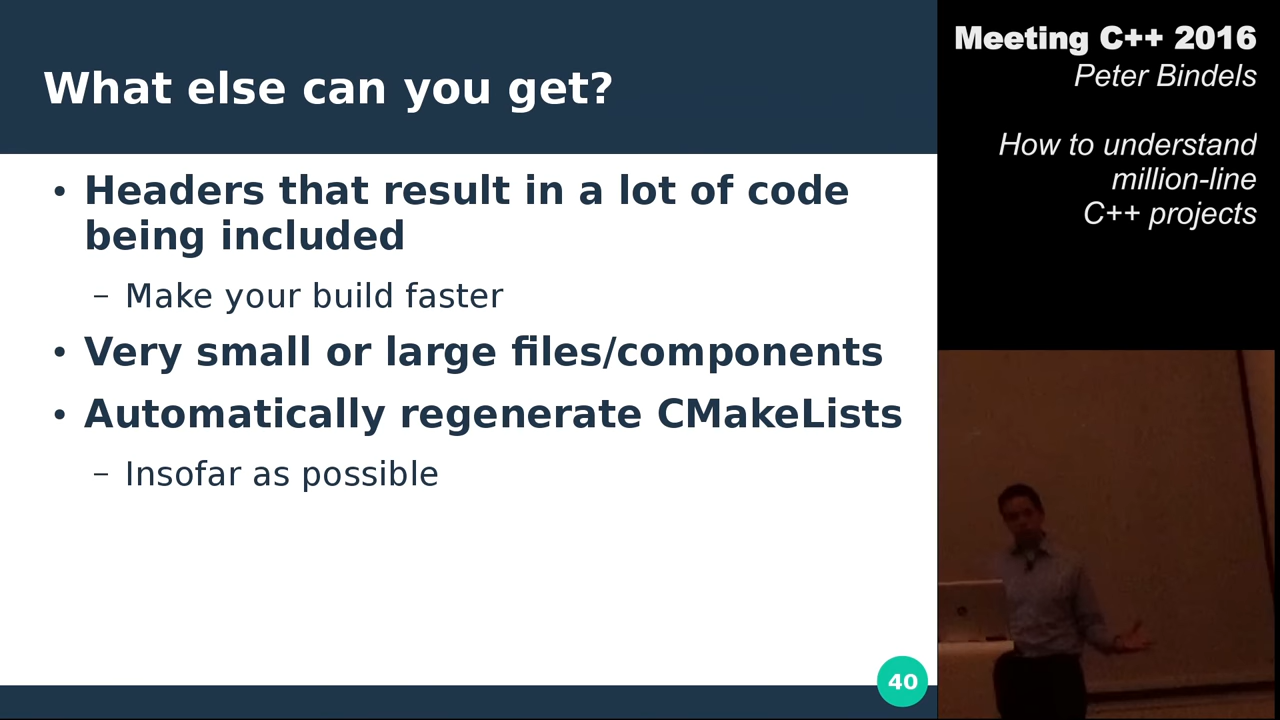 What else can you get?
• Headers that result in a lot of code
being included
– Make your build faster
• Very small or large files/components
• Automatically regenerate CMakeLists
– Insofar as possible
40
Meeting C++ 2016
Peter Bindels
How to understand
million-line
C++ projects